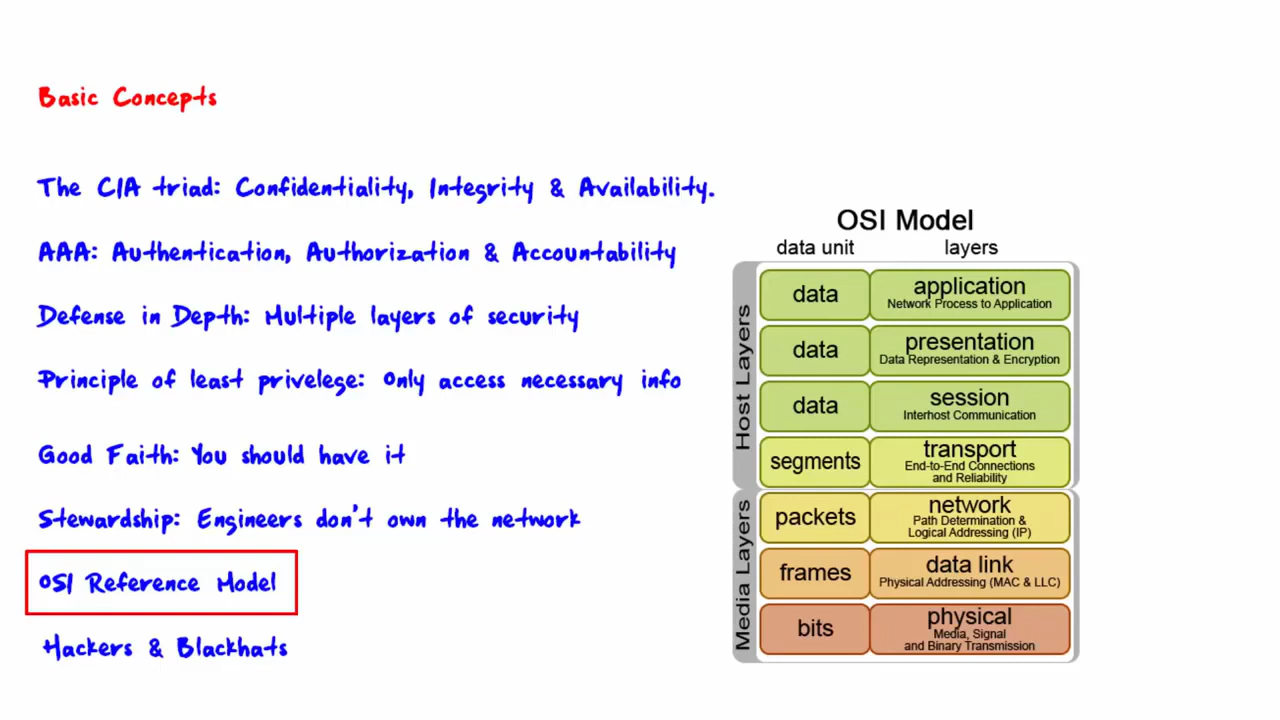 Basic Concepts
The CIA triad: Confidentiality, Integrity & Availability.
AAA: Authentication, Authorization & Accountability
Defense in Depth: Multiple layers of security
Principle of least privelege: Only access necessary info
Good Faith: You should have it
Stewardship: Engineers don't own the network
OSI Reference Model
Hackers & Blackhats
OSI Model
data unit layers
Host Layers
data application
Network Process to Application
data presentation
Data Representation & Encryption
data session
Interhost Communication
segments transport
End-to-End Connections
and Reliability
Media Layers
packets network
Path Determination &
Logical Addressing (IP)
frames data link
Physical Addressing (MAC & LLC)
bits physical
Media, Signal
and Binary Transmission